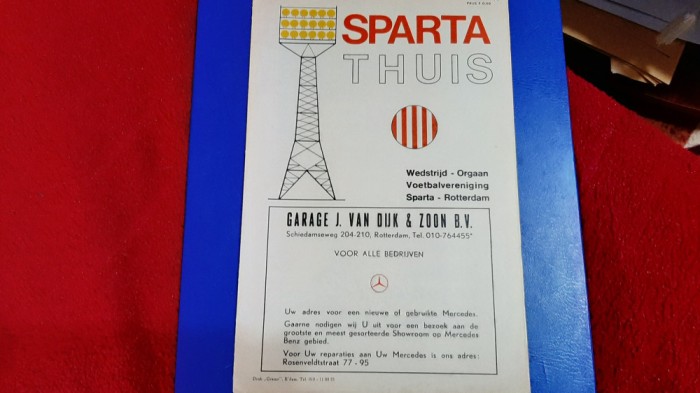 SPARTA
THUIS
Wedstrijd - Orgaan
Voetbalvereniging
Sparta - Rotterdam
GARAGE J. VAN DIJK & ZOON B.V.
Schiedamseweg 204-210, Rotterdam, Tel. 010-764455*
VOOR ALLE BEDRIJVEN
Uw adres voor een nieuwe of gebruikte Mercedes.
Gaarne nodigen wij U uit voor een bezoek aan de
grootste en meest gesorteerde Showroom op Mercedes
Benz gebied.
Voor Uw reparaties aan Uw Mercedes is ons adres:
Rosenveldtstraat 77 - 95